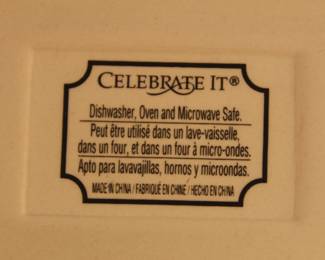 CELEBRATE IT®
Dishwasher, Oven and Microwave Safe.
Peut être utilisé dans un lave-vaisselle,
dans un four, et dans un four à micro-ondes.
Apto para lavavajillas, hornos y microondas.
MADE IN CHINA / FABRIQUÉ EN CHINE / HECHO EN CHINA